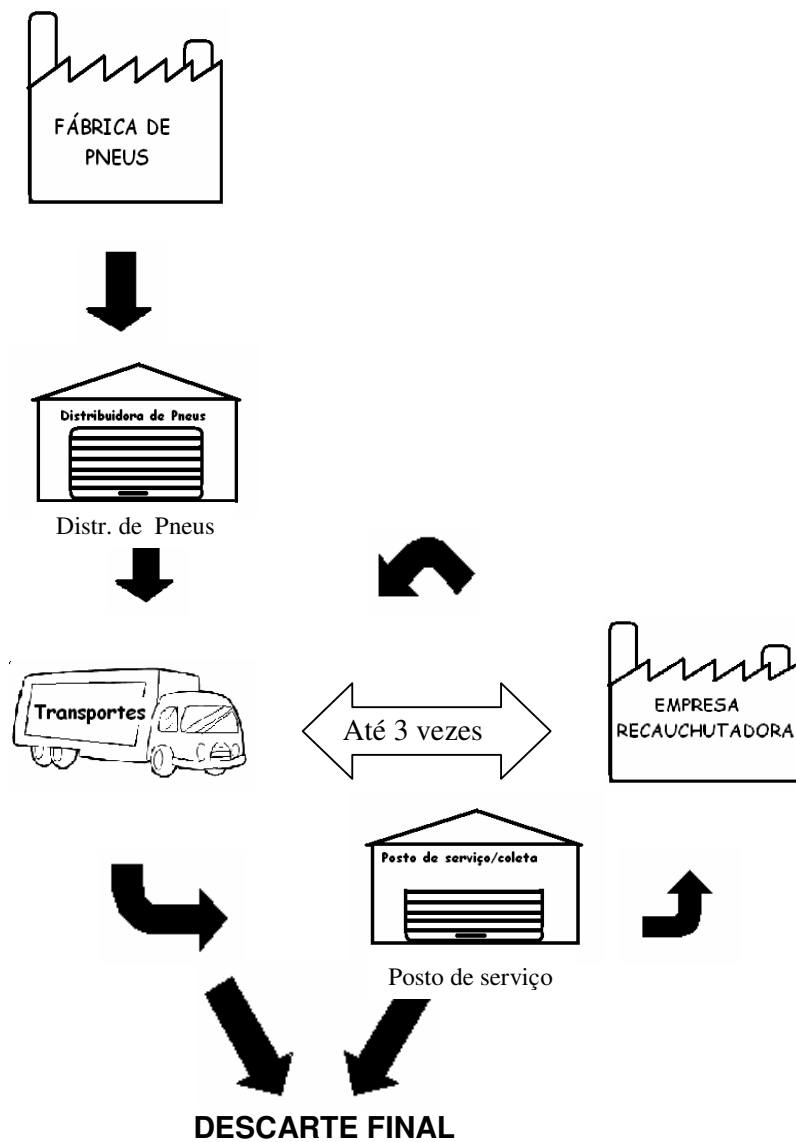 FÁBRICA DE
PNEUS
Distribuidora de Pneus
Distr. de Pneus
Transportes
Até 3 vezes
EMPRESA
RECAUCHUTADORA
Posto de serviço/coleta
Posto de serviço
DESCARTE FINAL